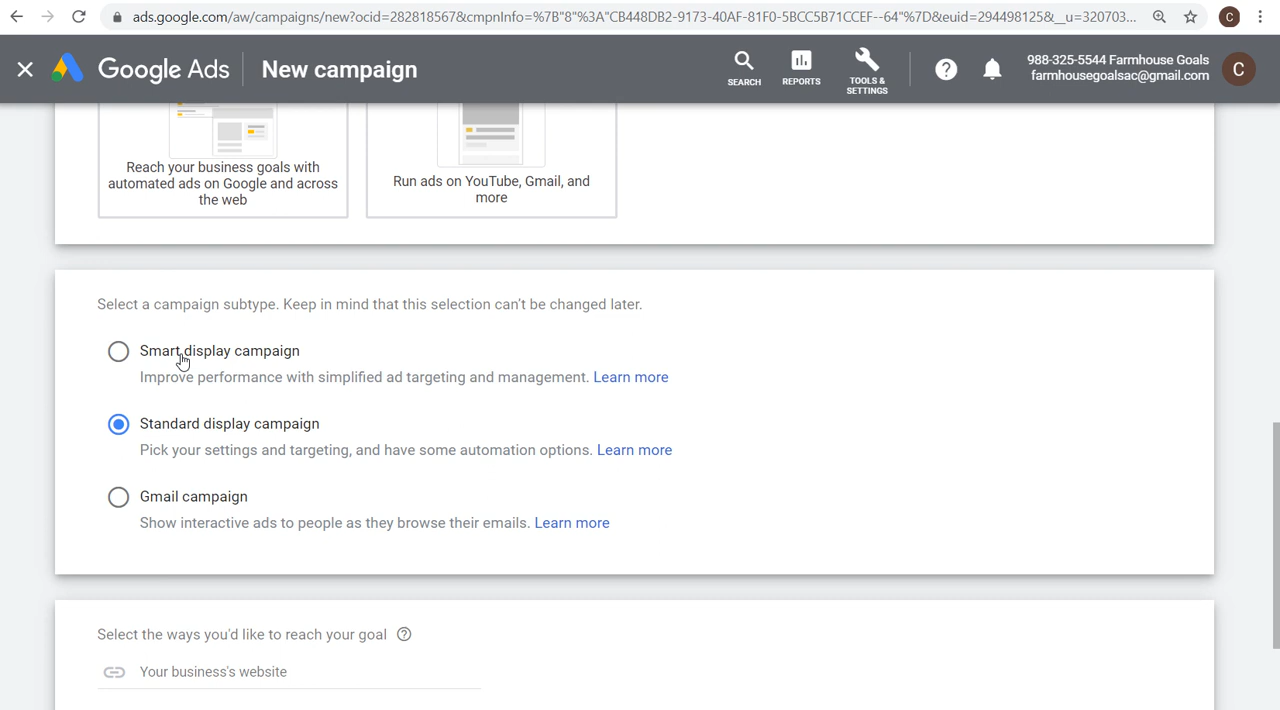 ads.google.com/aw/campaigns/new?ocid=282818567&cmpnInfo=%7B"8"%3A"CB448DB2-9173-40AF-81F0-5BCC5B71CCEF--64"%7D&euid=294498125&__u=320703...
C
Google Ads
New campaign
SEARCH
REPORTS
TOOLS &
SETTINGS
988-325-5544 Farmhouse Goals
farmhousegoalsac@gmail.com
C
Reach your business goals with
automated ads on Google and across
the web
Run ads on YouTube, Gmail, and
more
Select a campaign subtype. Keep in mind that this selection can't be changed later.
Smart display campaign
Improve performance with simplified ad targeting and management. Learn more
Standard display campaign
Pick your settings and targeting, and have some automation options. Learn more
Gmail campaign
Show interactive ads to people as they browse their emails. Learn more
Select the ways you'd like to reach your goal
Your business's website